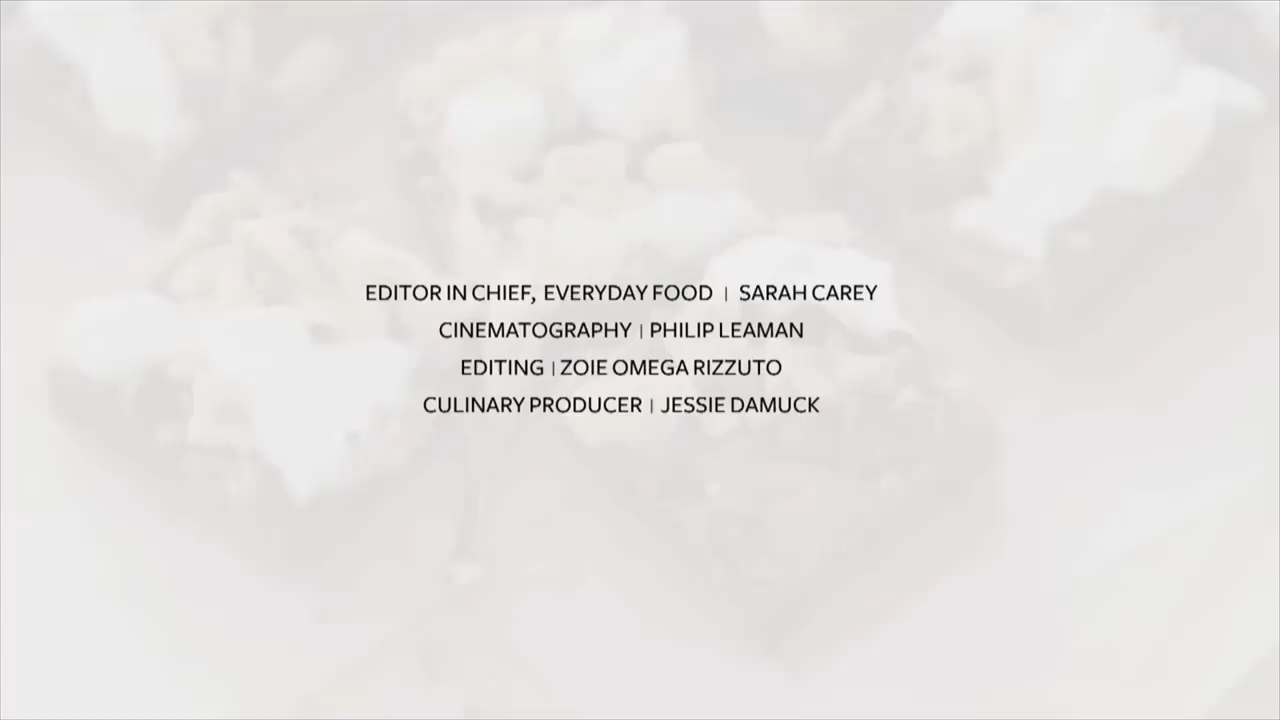 EDITOR IN CHIEF, EVERYDAY FOOD | SARAH CAREY
CINEMATOGRAPHY | PHILIP LEAMAN
EDITING | ZOIE OMEGA RIZZUTO
CULINARY PRODUCER | JESSIE DAMUCK